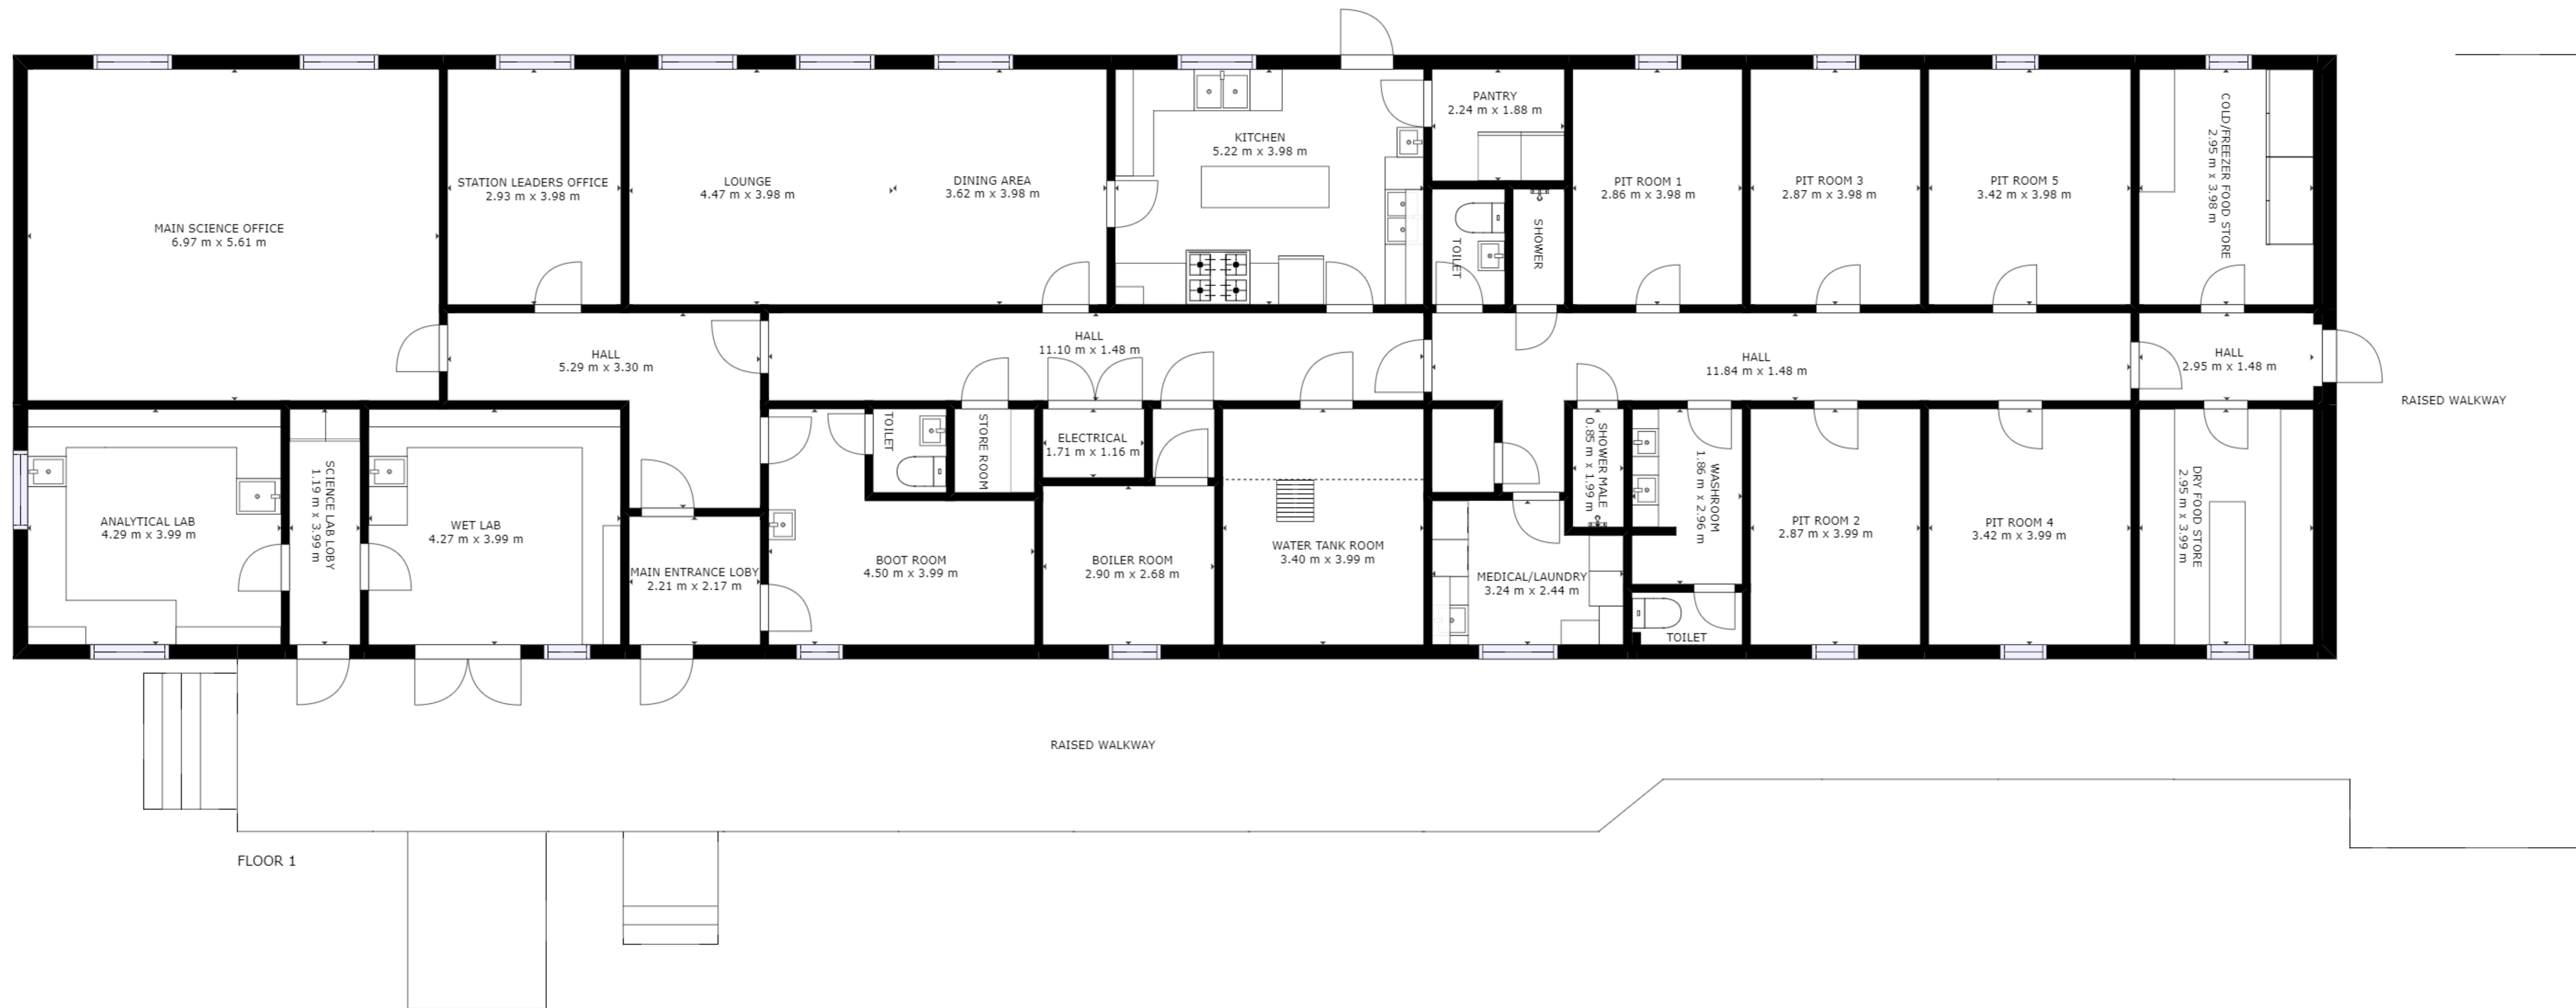 PANTRY
2.24 m x 1.88 m
KITCHEN
5.22 m x 3.98 m
COLD/FREEZER FOOD STORE
2.95 m x 3.98 m
STATION LEADERS OFFICE
2.93 m x 3.98 m
LOUNGE
4.47 m x 3.98 m
DINING AREA
3.62 m x 3.98 m
PIT ROOM 1
2.86 m x 3.98 m
PIT ROOM 3
2.87 m x 3.98 m
PIT ROOM 5
3.42 m x 3.98 m
MAIN SCIENCE OFFICE
6.97 m x 5.61 m
TOILET
SHOWER
HALL
5.29 m x 3.30 m
HALL
11.10 m x 1.48 m
HALL
11.84 m x 1.48 m
HALL
2.95 m x 1.48 m
RAISED WALKWAY
TOILET
STORE ROOM
ELECTRICAL
1.71 m x 1.16 m
SHOWER MALE
0.85 m x 1.99 m
WASHROOM
1.86 m x 2.96 m
SCIENCE LAB LOBBY
1.19 m x 3.99 m
ANALYTICAL LAB
4.29 m x 3.99 m
WET LAB
4.27 m x 3.99 m
MAIN ENTRANCE LOBY
2.21 m x 2.17 m
BOOT ROOM
4.50 m x 3.99 m
BOILER ROOM
2.90 m x 2.68 m
WATER TANK ROOM
3.40 m x 3.99 m
MEDICAL/LAUNDRY
3.24 m x 2.44 m
PIT ROOM 2
2.87 m x 3.99 m
PIT ROOM 4
3.42 m x 3.99 m
DRY FOOD STORE
2.95 m x 3.99 m
TOILET
RAISED WALKWAY
FLOOR 1